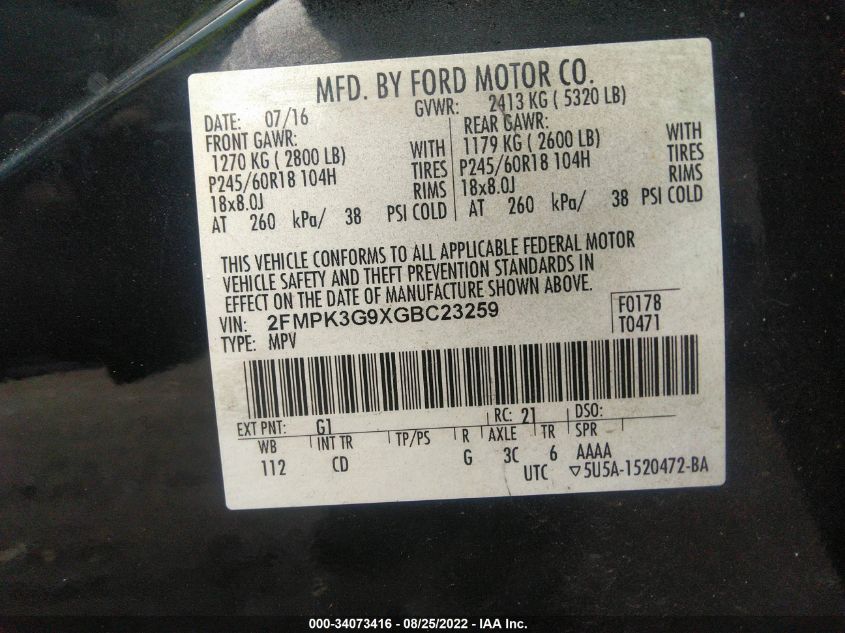 MFD. BY FORD MOTOR CO.
DATE: 07/16 GVWR: 2413 KG ( 5320 LB)
FRONT GAWR: REAR GAWR:
1270 KG ( 2800 LB) WITH 1179 KG ( 2600 LB) WITH
P245/60R18 104H TIRES P245/60R18 104H TIRES
18x8.0J RIMS 18x8.0J RIMS
AT 260 kPa/ 38 PSI COLD AT 260 kPa/ 38 PSI COLD
THIS VEHICLE CONFORMS TO ALL APPLICABLE FEDERAL MOTOR
VEHICLE SAFETY AND THEFT PREVENTION STANDARDS IN
EFFECT ON THE DATE OF MANUFACTURE SHOWN ABOVE.
VIN: 2FMPK3G9XGBC23259 F0178
TYPE: MPV T0471
EXT PNT: G1 RC: 21 DSO:
WB INT TR TP/PS R AXLE TR SPR
112 CD G 3C 6 AAAA
UTC ▽5U5A-1520472-BA
000-34073416 - 08/25/2022 - IAA Inc.